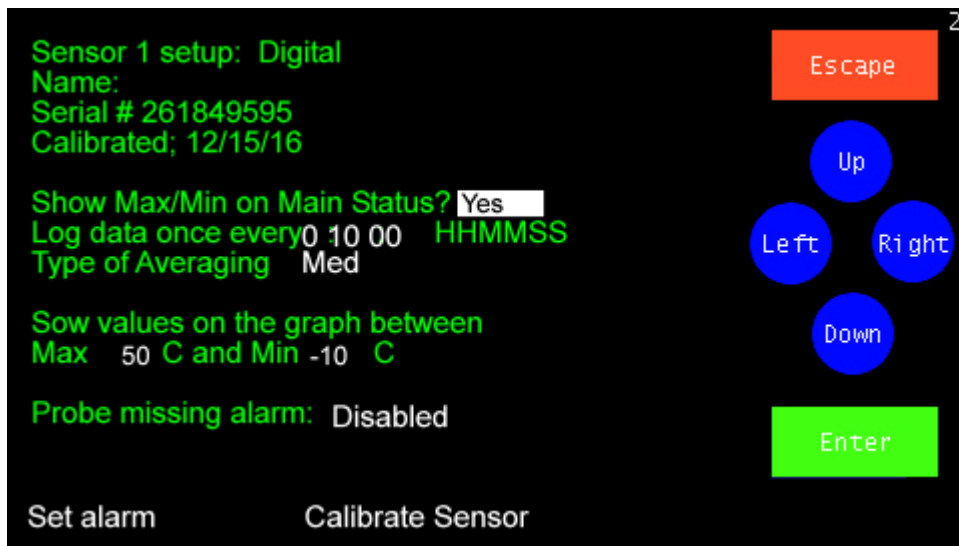 Sensor 1 setup: Digital
Name:
Serial # 261849595
Calibrated; 12/15/16
Show Max/Min on Main Status? Yes
Log data once every: 0 10 00 HHMMSS
Type of Averaging Med
Sow values on the graph between
Max 50 C and Min -10 C
Probe missing alarm: Disabled
Set alarm Calibrate Sensor
Escape
Up
Left Right
Down
Enter